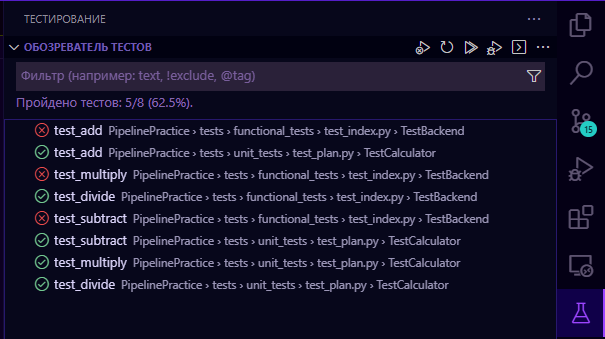 ТЕСТИРОВАНИЕ
ОБОЗРЕВАТЕЛЬ ТЕСТОВ
Фильтр (например: text, !exclude, @tag)
Пройдено тестов: 5/8 (62.5%).
test_add PipelinePractice › tests › functional_tests › test_index.py › TestBackend
test_add PipelinePractice › tests › unit_tests › test_plan.py › TestCalculator
test_multiply PipelinePractice › tests › functional_tests › test_index.py › TestBackend
test_divide PipelinePractice › tests › functional_tests › test_index.py › TestBackend
test_subtract PipelinePractice › tests › functional_tests › test_index.py › TestBackend
test_subtract PipelinePractice › tests › unit_tests › test_plan.py › TestCalculator
test_multiply PipelinePractice › tests › unit_tests › test_plan.py › TestCalculator
test_divide PipelinePractice › tests › unit_tests › test_plan.py › TestCalculator
15